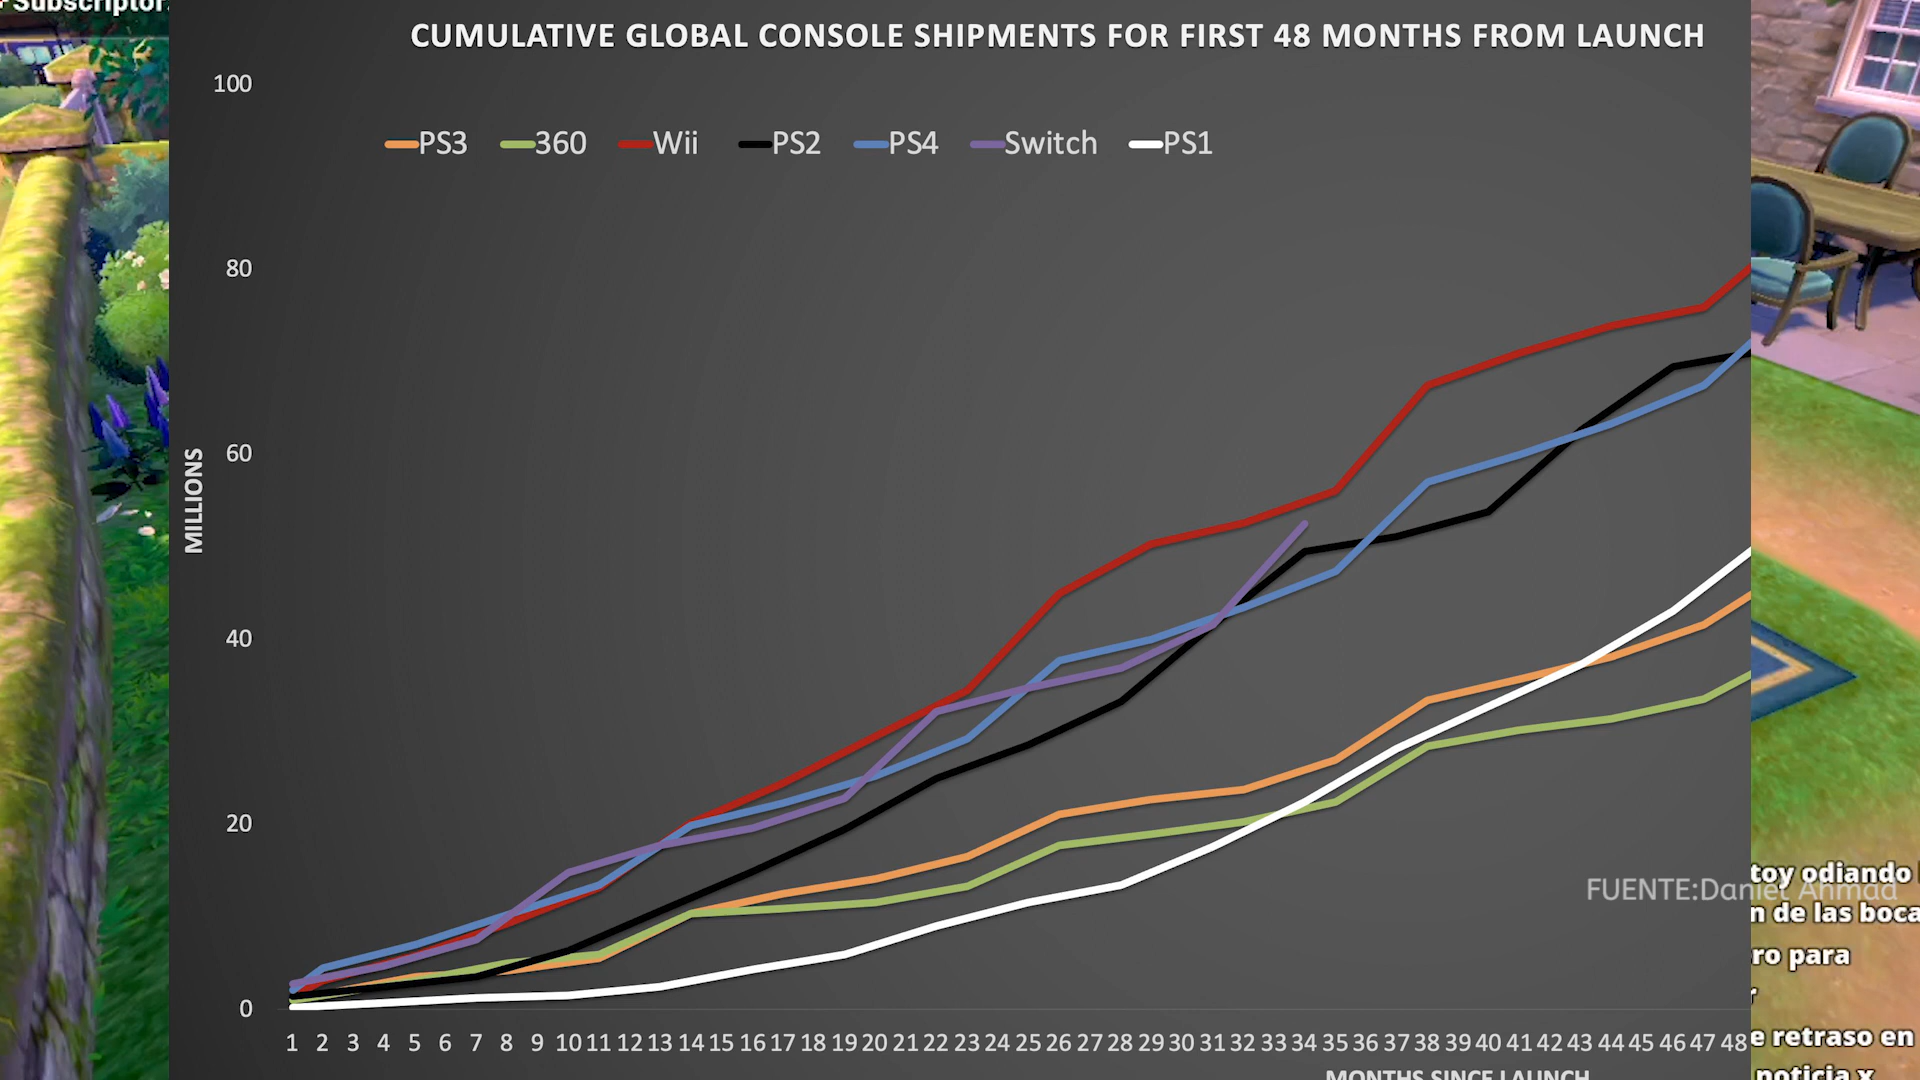 Subscriptor
CUMULATIVE GLOBAL CONSOLE SHIPMENTS FOR FIRST 48 MONTHS FROM LAUNCH
100
PS3 360 Wii PS2 PS4 Switch PS1
80
60
MILLIONS
40
20
0
1 2 3 4 5 6 7 8 9 10 11 12 13 14 15 16 17 18 19 20 21 22 23 24 25 26 27 28 29 30 31 32 33 34 35 36 37 38 39 40 41 42 43 44 45 46 47 48
MONTHS SINCE LAUNCH
FUENTE:Daniel Ahmad
toy odiando
n de las boca
ro para
r
e retraso en
noticia x